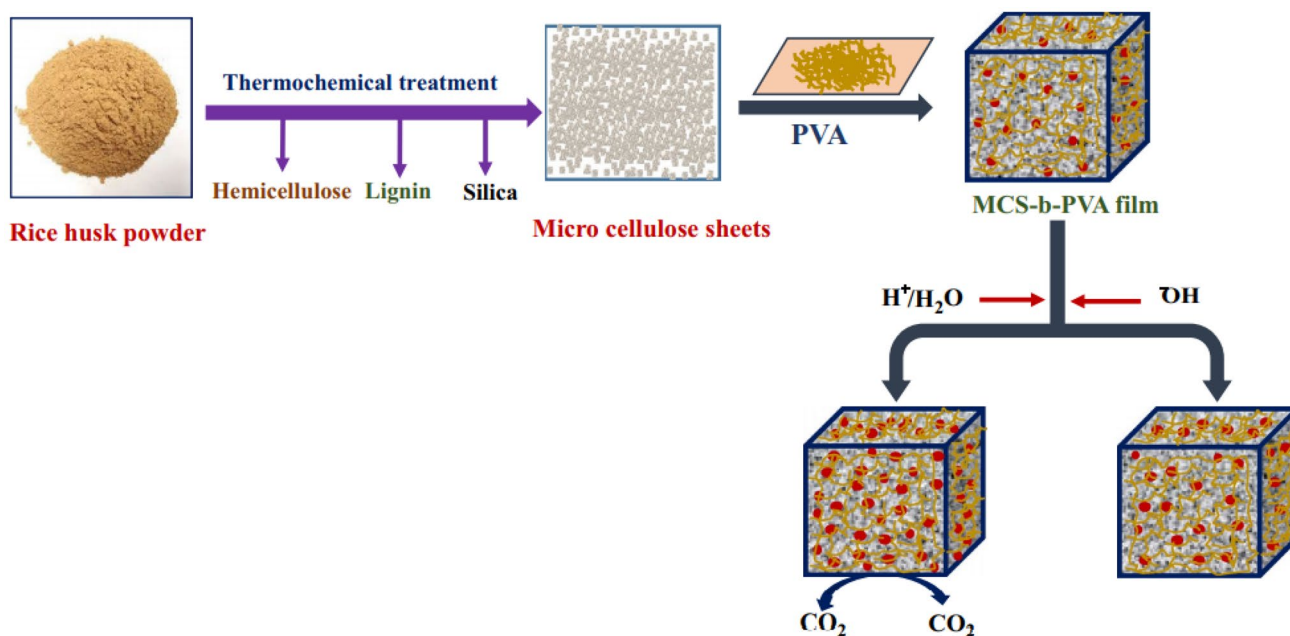 Thermochemical treatment
Hemicellulose
Lignin
Silica
Rice husk powder
Micro cellulose sheets
PVA
MCS-b-PVA film
H⁺/H₂O
⁻OH
CO₂
CO₂